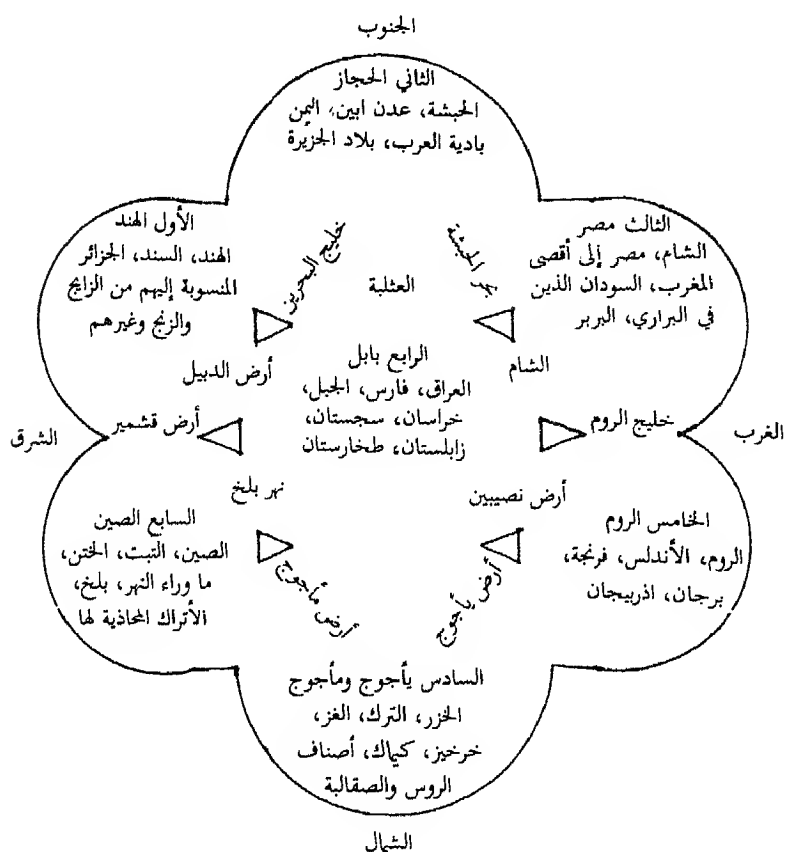 الجنوب
الثاني الحجاز
الحبشة، عدن ابين، اليمن
بادية العرب، بلاد الجزيرة
الأول الهند
الهند، السند، الجزائر
المنسوبة إليهم من الزابج
والزنج وغيرهم
خليج البحرين
بحر الحبشة
الثالث مصر
الشام، مصر إلى أقصى
المغرب، السودان الذين
في البراري، البربر
العثلبة
أرض الدبيل
الشام
الرابع بابل
العراق، فارس، الجبل،
خراسان، سجستان،
زابلستان، طخارستان
الشرق
أرض قشمير
خليج الروم
الغرب
نهر بلخ
أرض نصيبين
السابع الصين
الصين، التبت، الختن،
ما وراء النهر، بلخ،
الأتراك المحاذية لها
أرض مأجوج
أرض يأجوج
الخامس الروم
الروم، الأندلس، فرنجة،
برجان، اذربيجان
السادس يأجوج ومأجوج
الخزر، الترك، الغز،
خرخيز، كيماك، أصناف
الروس والصقالبة
الشمال